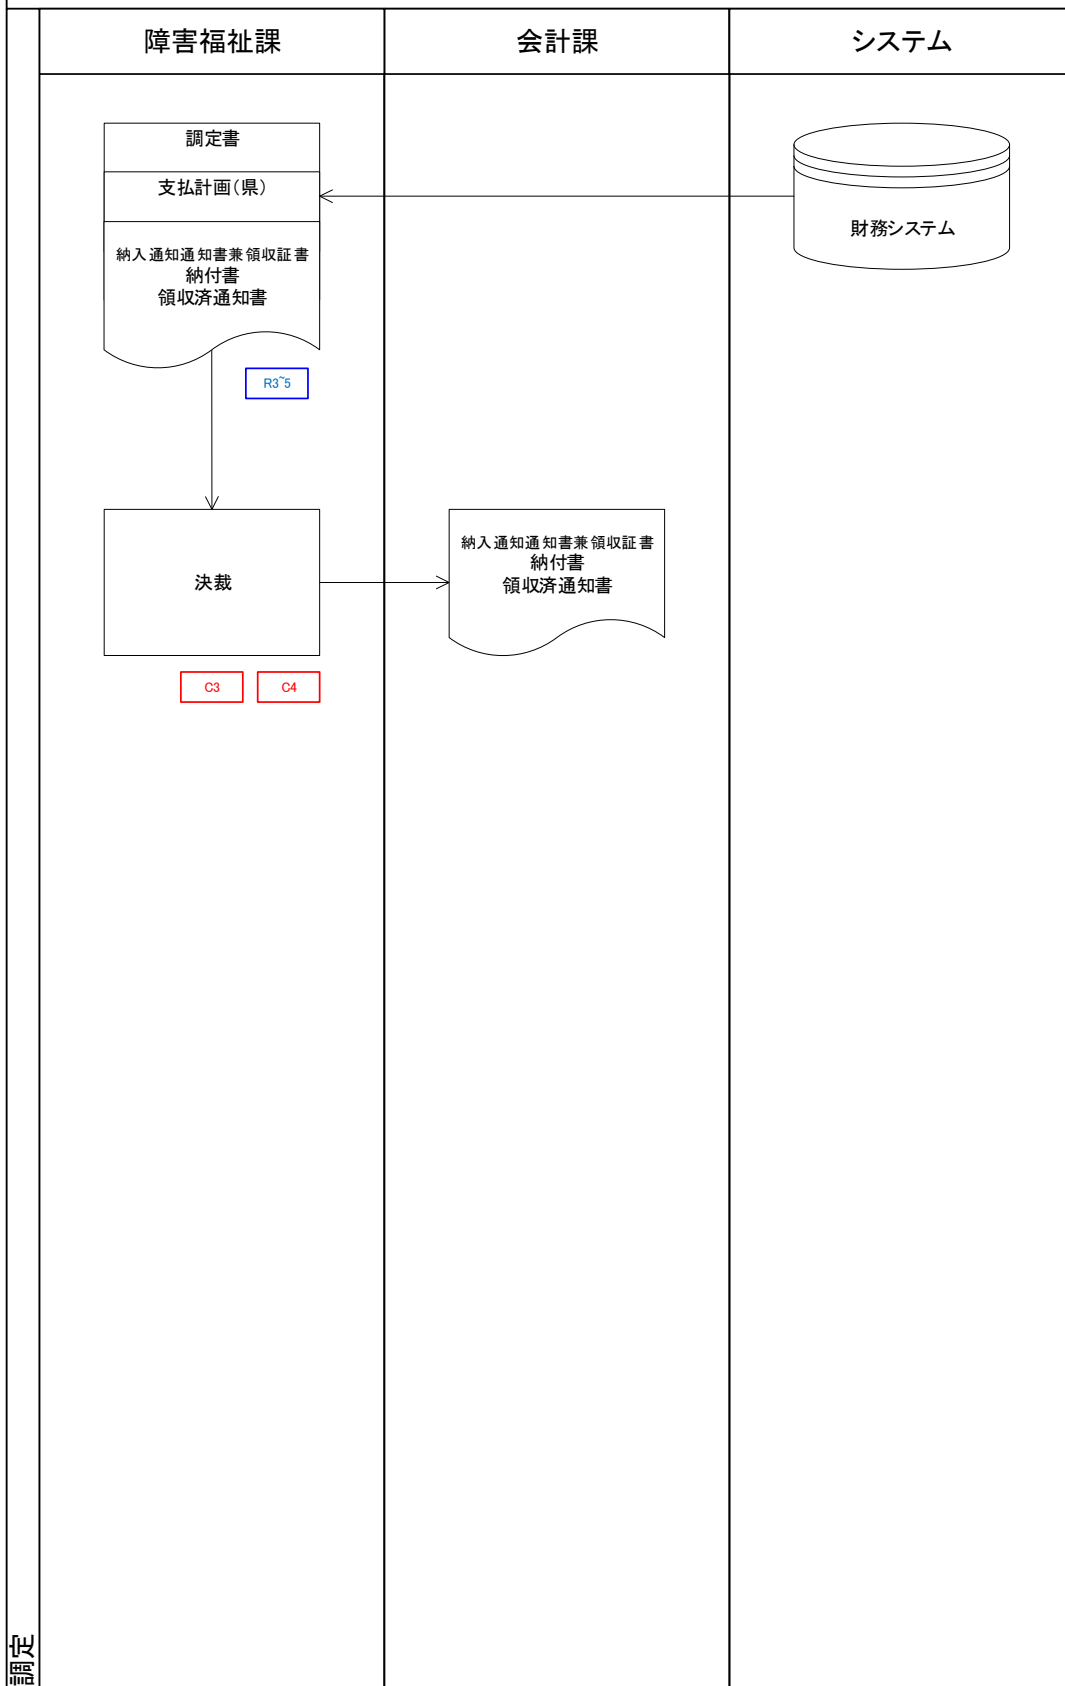 障害福祉課
会計課
システム
調定書
支払計画(県)
納入通知通知書兼領収証書
納付書
領収済通知書
財務システム
R3~5
決裁
納入通知通知書兼領収証書
納付書
領収済通知書
C3
C4
調定